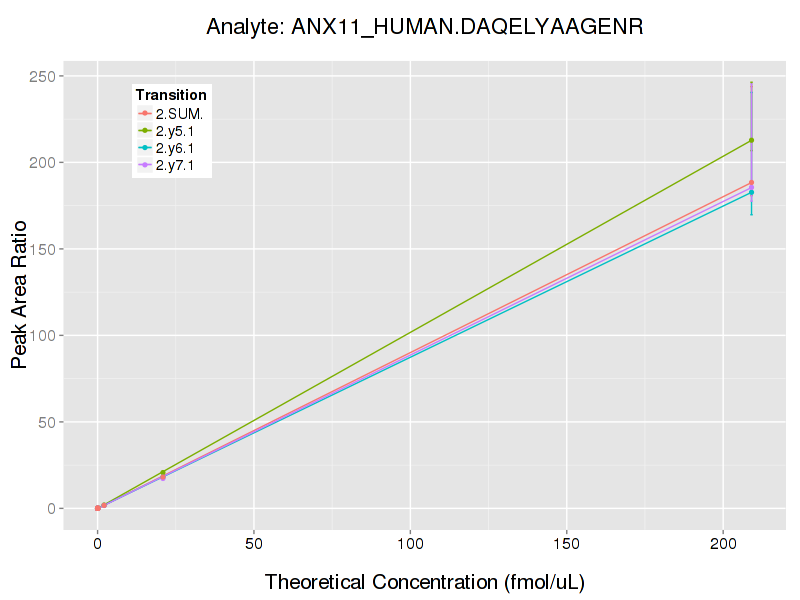 Analyte: ANX11_HUMAN.DAQELYAAGENR
250
200
150
100
50
0
Peak Area Ratio
Transition
2.SUM.
2.y5.1
2.y6.1
2.y7.1
0 50 100 150 200
Theoretical Concentration (fmol/uL)